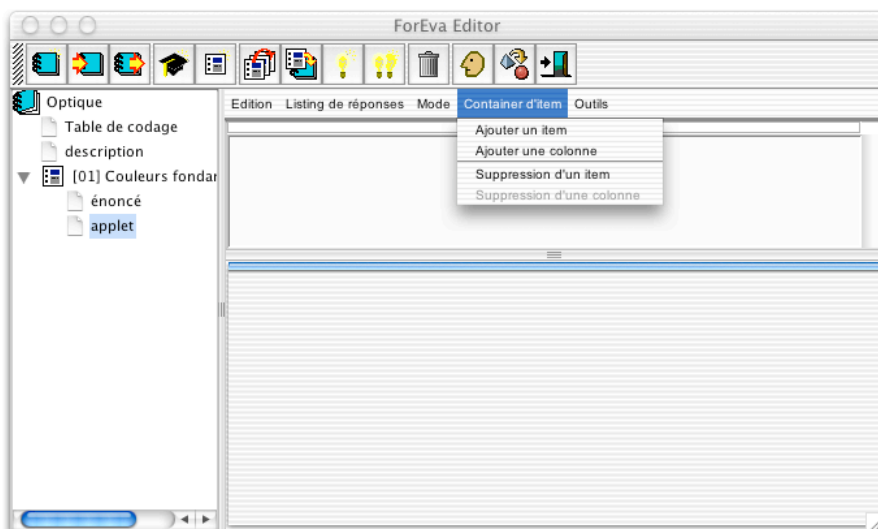 ForEva Editor
Optique
Table de codage
description
[01] Couleurs fondar
énoncé
applet
Edition Listing de réponses Mode Container d'item Outils
Ajouter un item
Ajouter une colonne
Suppression d'un item
Suppression d'une colonne